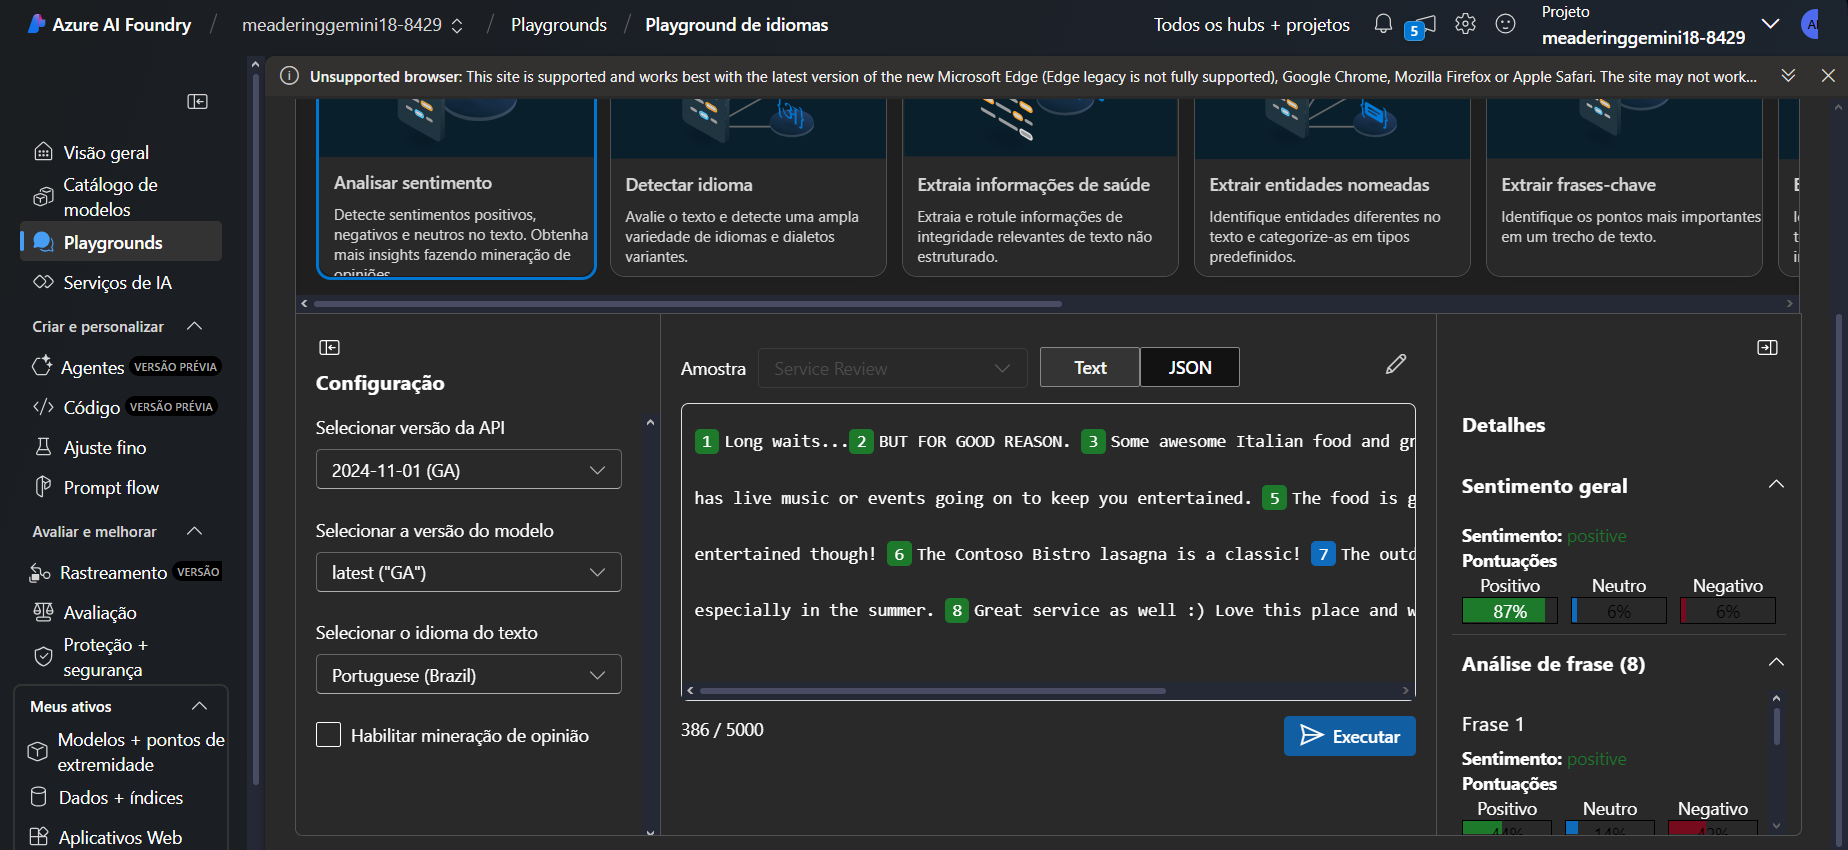 Azure AI Foundry / meaderinggemini18-8429 / Playgrounds / Playground de idiomas
Todos os hubs + projetos
5
Projeto
meaderinggemini18-8429
Unsupported browser: This site is supported and works best with the latest version of the new Microsoft Edge (Edge legacy is not fully supported), Google Chrome, Mozilla Firefox or Apple Safari. The site may not work...
Visão geral
Catálogo de
modelos
Playgrounds
Serviços de IA
Criar e personalizar
Agentes VERSÃO PRÉVIA
Código VERSÃO PRÉVIA
Ajuste fino
Prompt flow
Avaliar e melhorar
Rastreamento VERSÃO
Avaliação
Proteção +
segurança
Meus ativos
Modelos + pontos de
extremidade
Dados + índices
Aplicativos Web
Analisar sentimento
Detecte sentimentos positivos,
negativos e neutros no texto. Obtenha
mais insights fazendo mineração de
opiniões.
Detectar idioma
Avalie o texto e detecte uma ampla
variedade de idiomas e dialetos
variantes.
Extraia informações de saúde
Extraia e rotule informações de
integridade relevantes de texto não
estruturado.
Extrair entidades nomeadas
Identifique entidades diferentes no
texto e categorize-as em tipos
predefinidos.
Extrair frases-chave
Identifique os pontos mais importantes
em um trecho de texto.
Configuração
Selecionar versão da API
2024-11-01 (GA)
Selecionar a versão do modelo
latest ("GA")
Selecionar o idioma do texto
Portuguese (Brazil)
Habilitar mineração de opinião
Amostra
Service Review
Text
JSON
1 Long waits... 2 BUT FOR GOOD REASON. 3 Some awesome Italian food and gr
has live music or events going on to keep you entertained. 5 The food is g
entertained though! 6 The Contoso Bistro lasagna is a classic! 7 The outd
especially in the summer. 8 Great service as well :) Love this place and w
386 / 5000
Executar
Detalhes
Sentimento geral
Sentimento: positive
Pontuações
Positivo Neutro Negativo
87% 6% 6%
Análise de frase (8)
Frase 1
Sentimento: positive
Pontuações
Positivo Neutro Negativo
44% 14% 42%